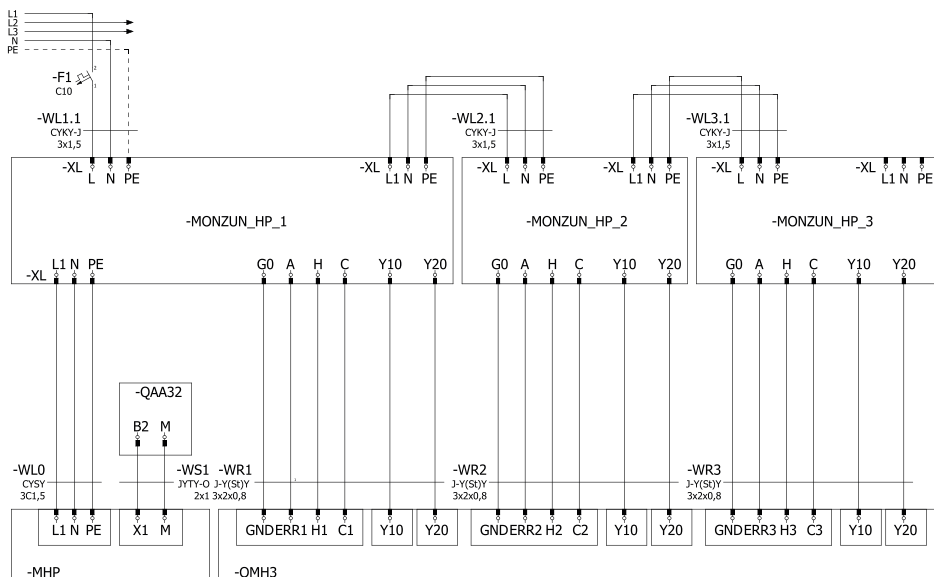 L1
L2
L3
N
PE
-F1
C10
2
1
-WL1.1
CYKY-J
3x1,5
-WL2.1
CYKY-J
3x1,5
-WL3.1
CYKY-J
3x1,5
-XL L N PE
-XL L1 N PE
-XL L N PE
-XL L1 N PE
-XL L N PE
-XL L1 N PE
-MONZUN_HP_1
-MONZUN_HP_2
-MONZUN_HP_3
-XL L1 N PE
G0 A H C Y10 Y20
G0 A H C Y10 Y20
G0 A H C Y10 Y20
-QAA32
B2 M
-WL0
CYSY
3C1,5
-WS1
JYTY-O
2x1
-WR1
J-Y(St)Y
3x2x0,8
-WR2
J-Y(St)Y
3x2x0,8
-WR3
J-Y(St)Y
3x2x0,8
L1 N PE
X1 M
GND ERR1 H1 C1 Y10 Y20
GND ERR2 H2 C2 Y10 Y20
GND ERR3 H3 C3 Y10 Y20
-MHP
-OMH3